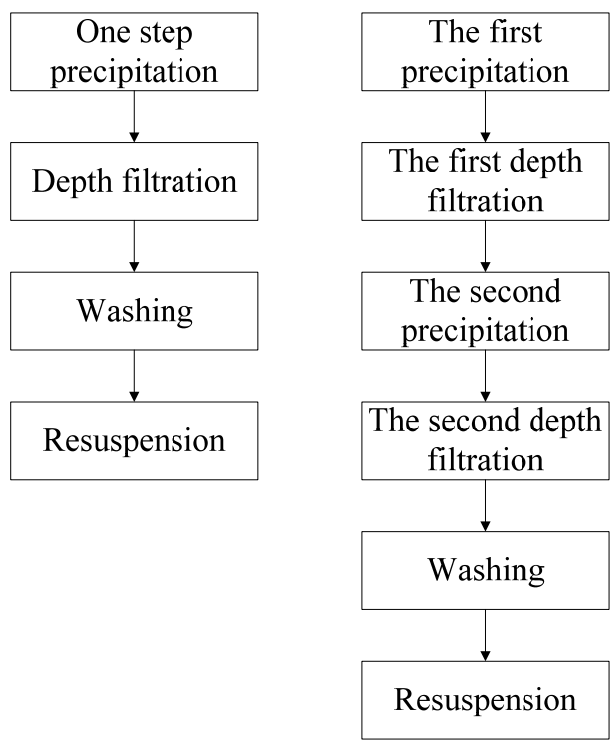 One step
precipitation
Depth filtration
Washing
Resuspension
The first
precipitation
The first depth
filtration
The second
precipitation
The second depth
filtration
Washing
Resuspension